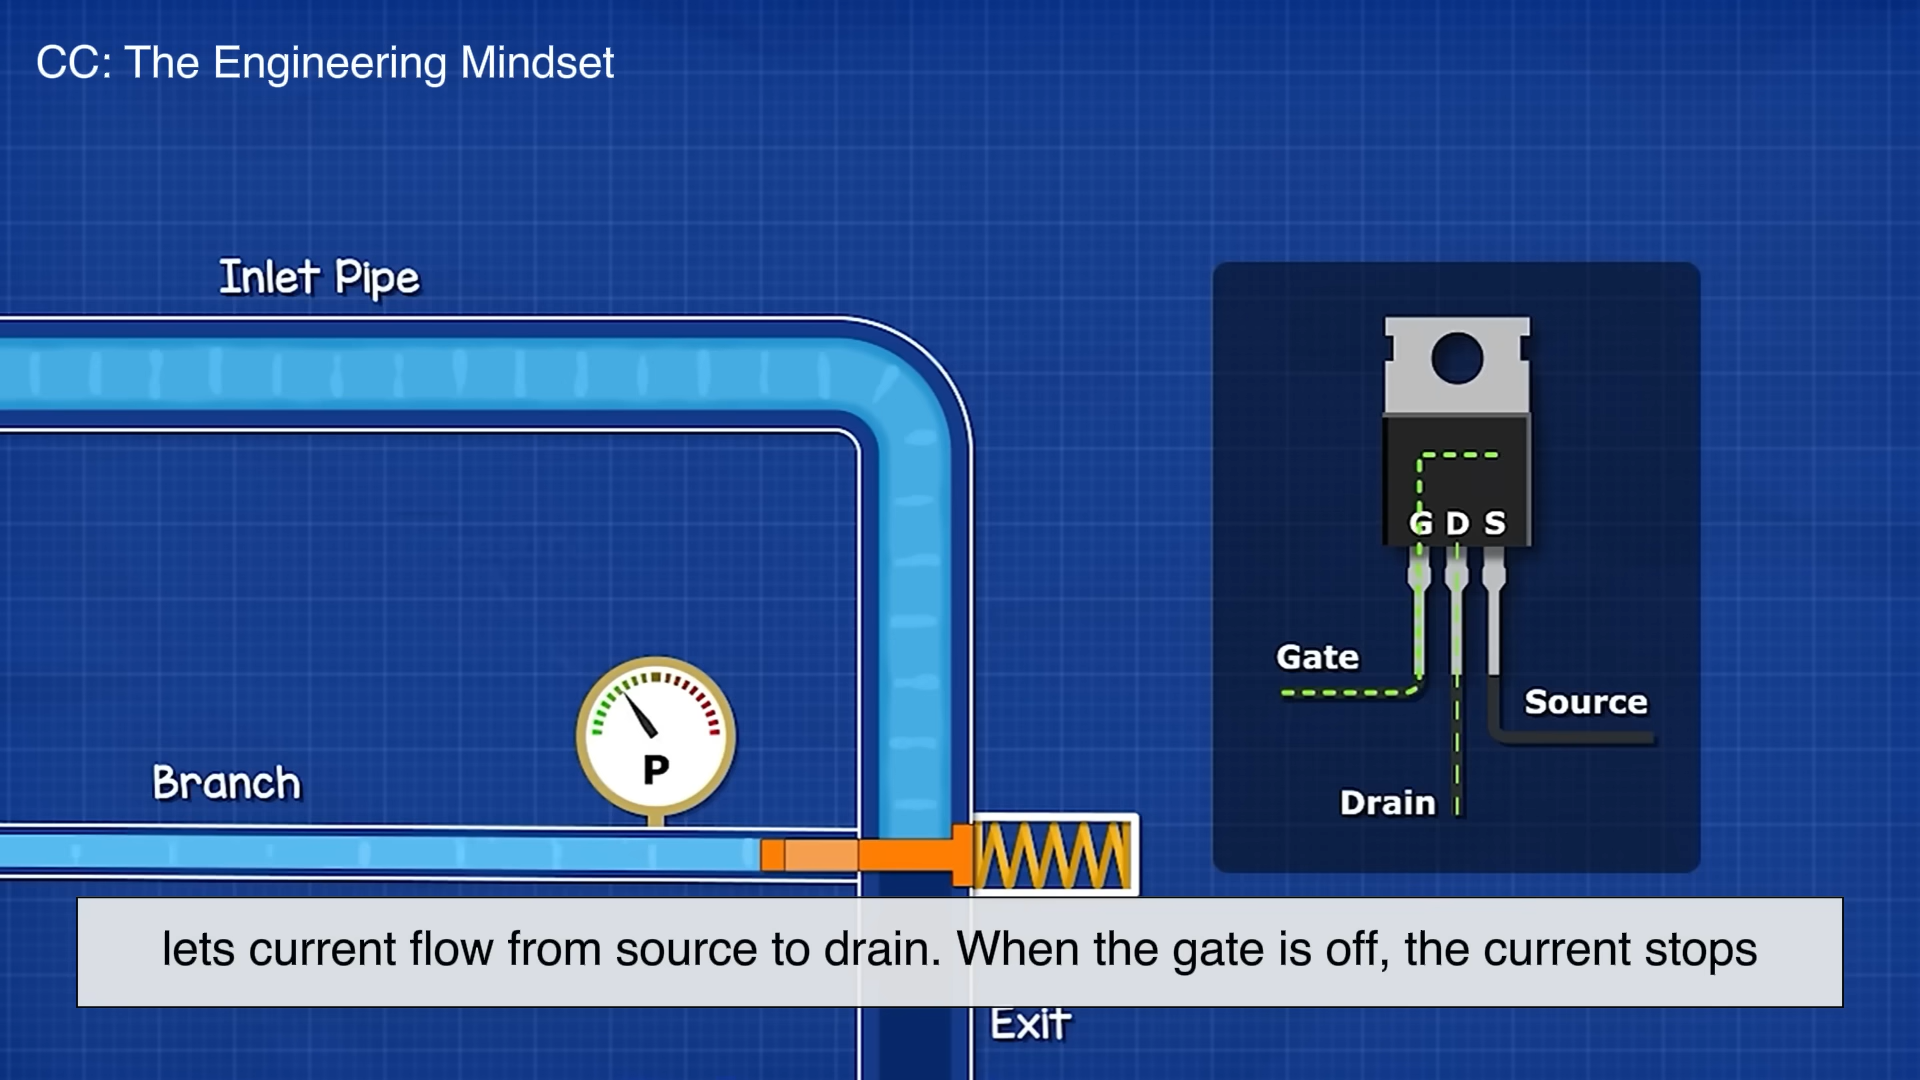 CC: The Engineering Mindset
Inlet Pipe
G D S
Gate
Source
P
Branch
Drain
lets current flow from source to drain. When the gate is off, the current stops
Exit